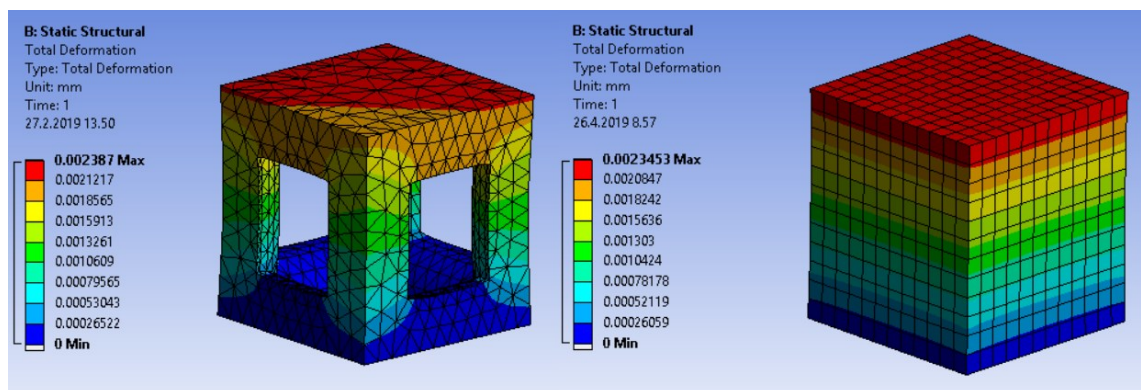 B: Static Structural
Total Deformation
Type: Total Deformation
Unit: mm
Time: 1
27.2.2019 13.50
0.002387 Max
0.0021217
0.0018565
0.0015913
0.0013261
0.0010609
0.00079565
0.00053043
0.00026522
0 Min
B: Static Structural
Total Deformation
Type: Total Deformation
Unit: mm
Time: 1
26.4.2019 8.57
0.0023453 Max
0.0020847
0.0018242
0.0015636
0.001303
0.0010424
0.00078178
0.00052119
0.00026059
0 Min